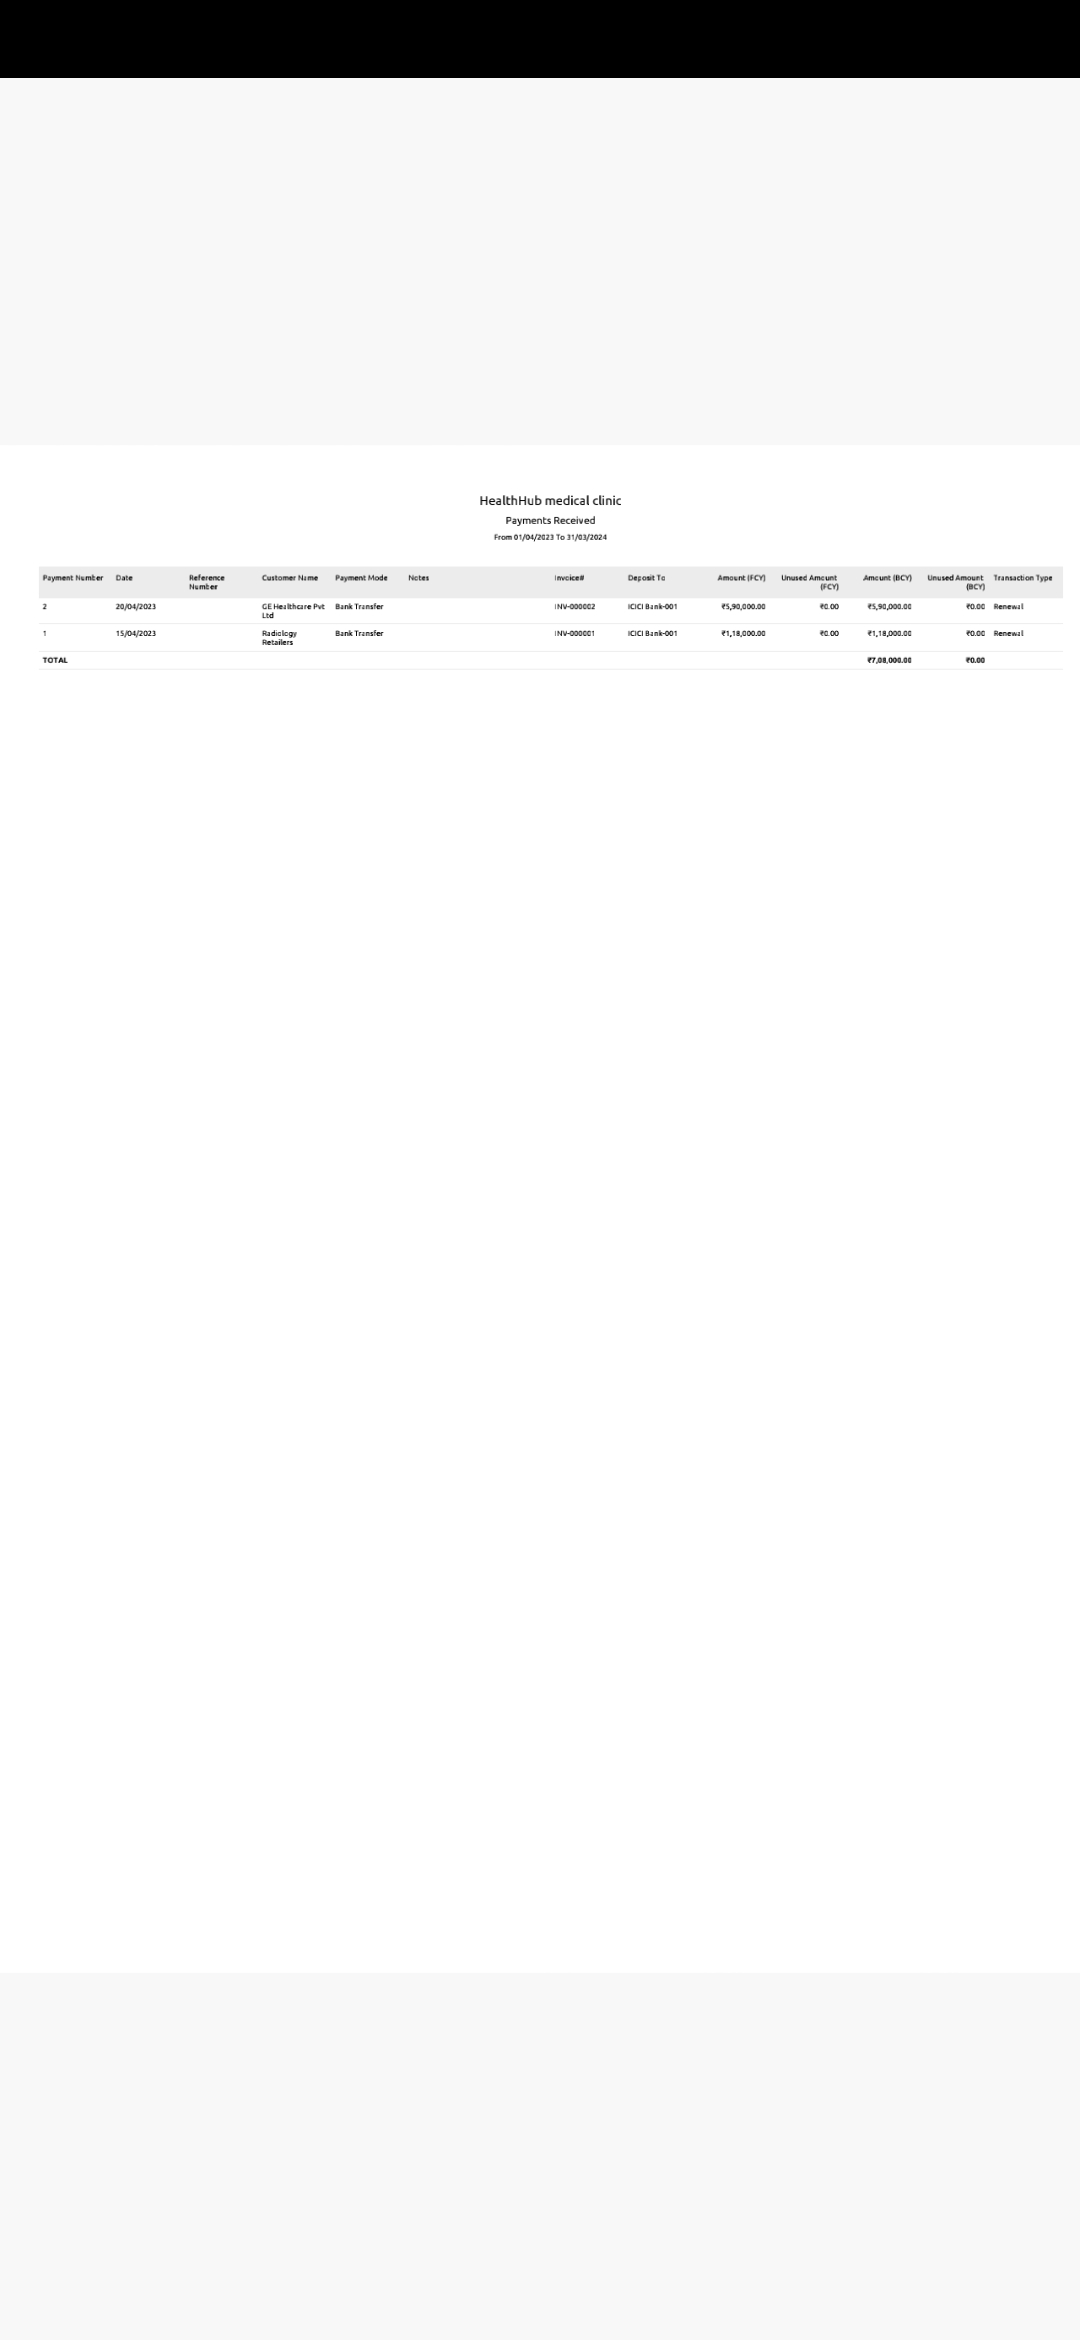 HealthHub medical clinic
Payments Received
From 01/04/2023 To 31/03/2024
Payment Number Date Reference Number Customer Name Payment Mode Notes Invoice# Deposit To Amount (FCY) Unused Amount (FCY) Amount (BCY) Unused Amount (BCY) Transaction Type
2 20/04/2023 GE Healthcare Pvt Ltd Bank Transfer INV-000002 ICICI Bank-001 ₹5,90,000.00 ₹0.00 ₹5,90,000.00 ₹0.00 Renewal
1 15/04/2023 Radiology Retailers Bank Transfer INV-000001 ICICI Bank-001 ₹1,18,000.00 ₹0.00 ₹1,18,000.00 ₹0.00 Renewal
TOTAL ₹7,08,000.00 ₹0.00